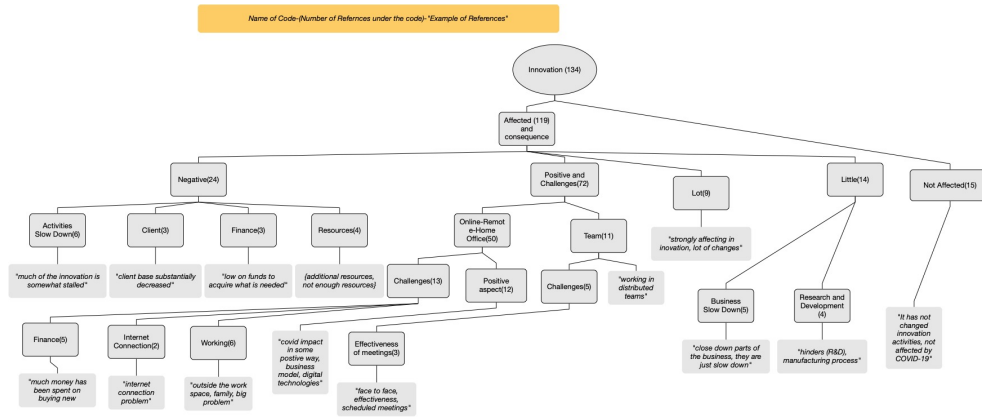 Name of Code-(Number of Refernces under the code)-"Example of References"
Innovation (134)
Affected (119)
and
consequence
Negative(24)
Positive and
Challenges(72)
Lot(9)
Little(14)
Not Affected(15)
Activities
Slow Down(6)
Client(3)
Finance(3)
Resources(4)
Online-Remot
e-Home
Office(50)
Team(11)
"strongly affecting in
inovation, lot of changes"
"much of the innovation is
somewhat stalled"
"client base substantially
decreased"
"low on funds to
acquire what is needed"
{additional resources,
not enough resources}
Challenges(13)
Positive
aspect(12)
Challenges(5)
"working in
distributed
teams"
Business
Slow Down(5)
Research and
Development
(4)
"It has not
changed
innovation
activities, not
affected by
COVID-19"
Finance(5)
Internet
Connection(2)
Working(6)
"covid impact
in some
postive way,
business
model, digital
technologies"
Effectiveness
of meetings(3)
"close down parts of
the business, they are
just slow down"
"hinders (R&D),
manufacturing process"
"much money has
been spent on
buying new
"internet
connection
problem"
"outside the work
space, family, big
problem"
"face to face,
effectiveness,
scheduled meetings"